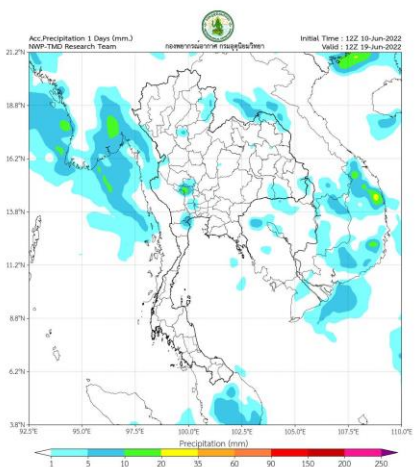 Acc.Precipitation 1 Days (mm.)
NWP-TMD Research Team
กองพยากรณ์อากาศ กรมอุตุนิยมวิทยา
Initial Time : 12Z 10-Jun-2022
Valid : 12Z 19-Jun-2022
21.2°N
18.8°N
16.2°N
13.8°N
11.2°N
8.8°N
6.2°N
3.8°N
92.5°E 95.0°E 97.5°E 100.0°E 102.5°E 105.0°E 107.5°E 110.0°E
Precipitation (mm)
1 5 10 20 35 60 90 150 200 250